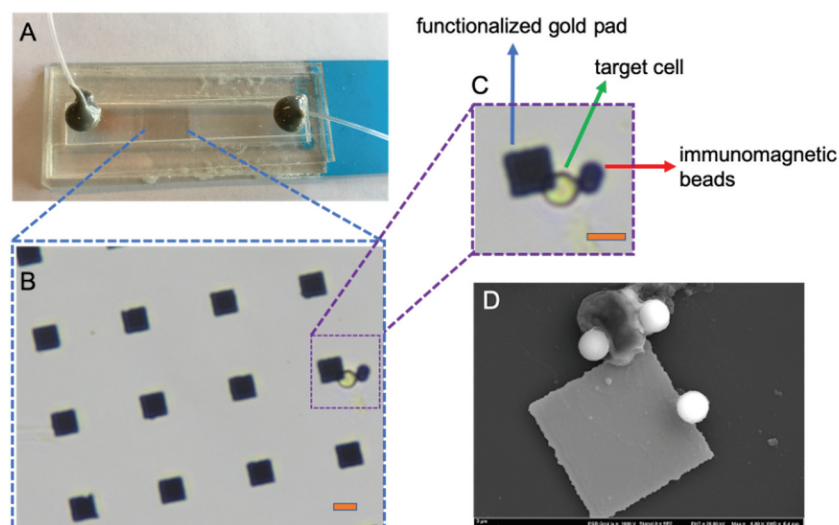 A
functionalized gold pad
C
target cell
immunomagnetic
beads
B
D